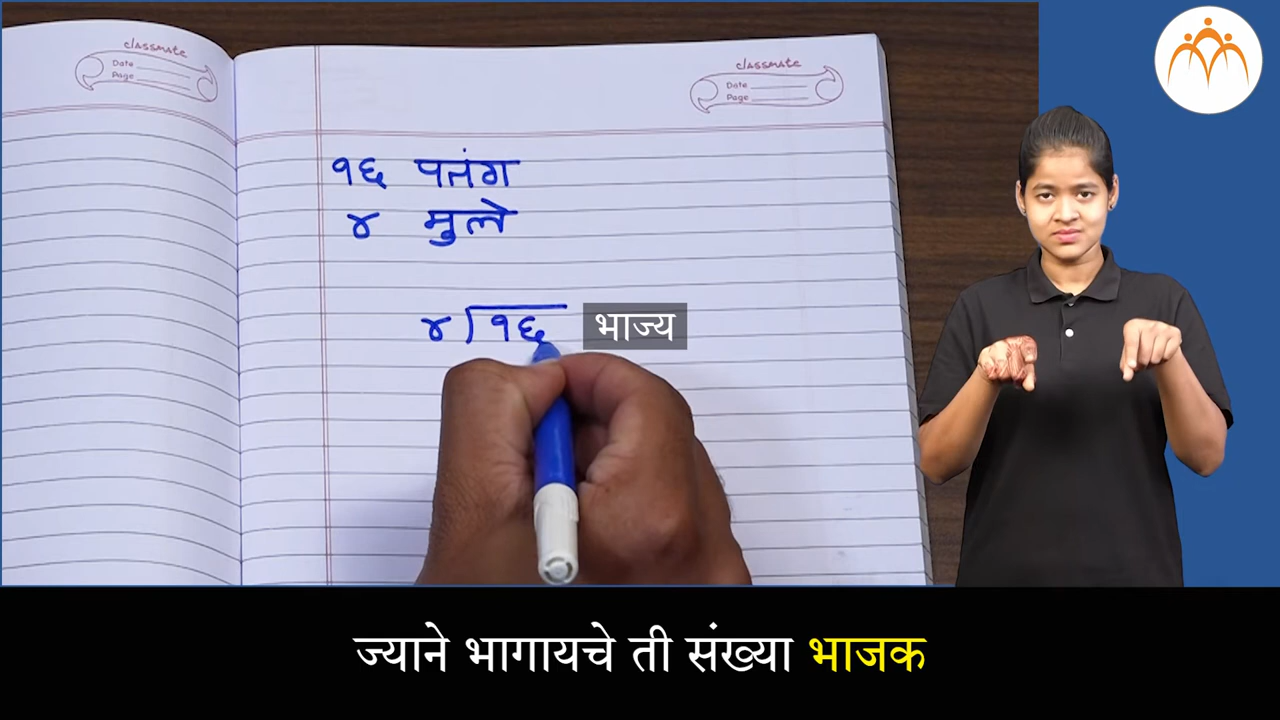 classmate
Date
Page
classmate
Date
Page
१६ पतंग
४ मुले
४ १६ भाज्य
ज्याने भागायचे ती संख्या भाजक